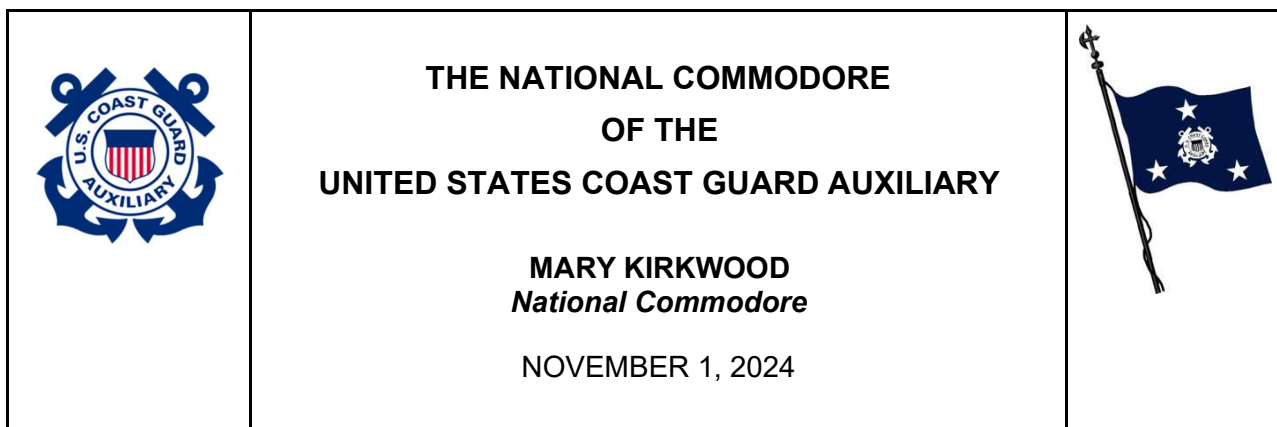 U.S. COAST GUARD
AUXILIARY
THE NATIONAL COMMODORE
OF THE
UNITED STATES COAST GUARD AUXILIARY
MARY KIRKWOOD
National Commodore
NOVEMBER 1, 2024